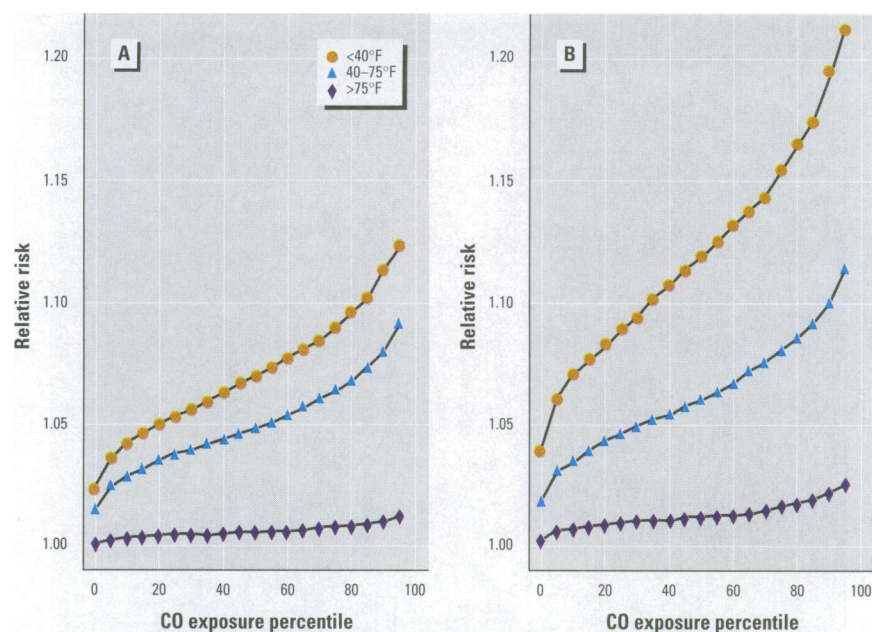 A
<40°F
40–75°F
>75°F
1.20
1.15
1.10
1.05
1.00
Relative risk
0 20 40 60 80 100
CO exposure percentile
B
1.20
1.15
1.10
1.05
1.00
Relative risk
0 20 40 60 80 100
CO exposure percentile